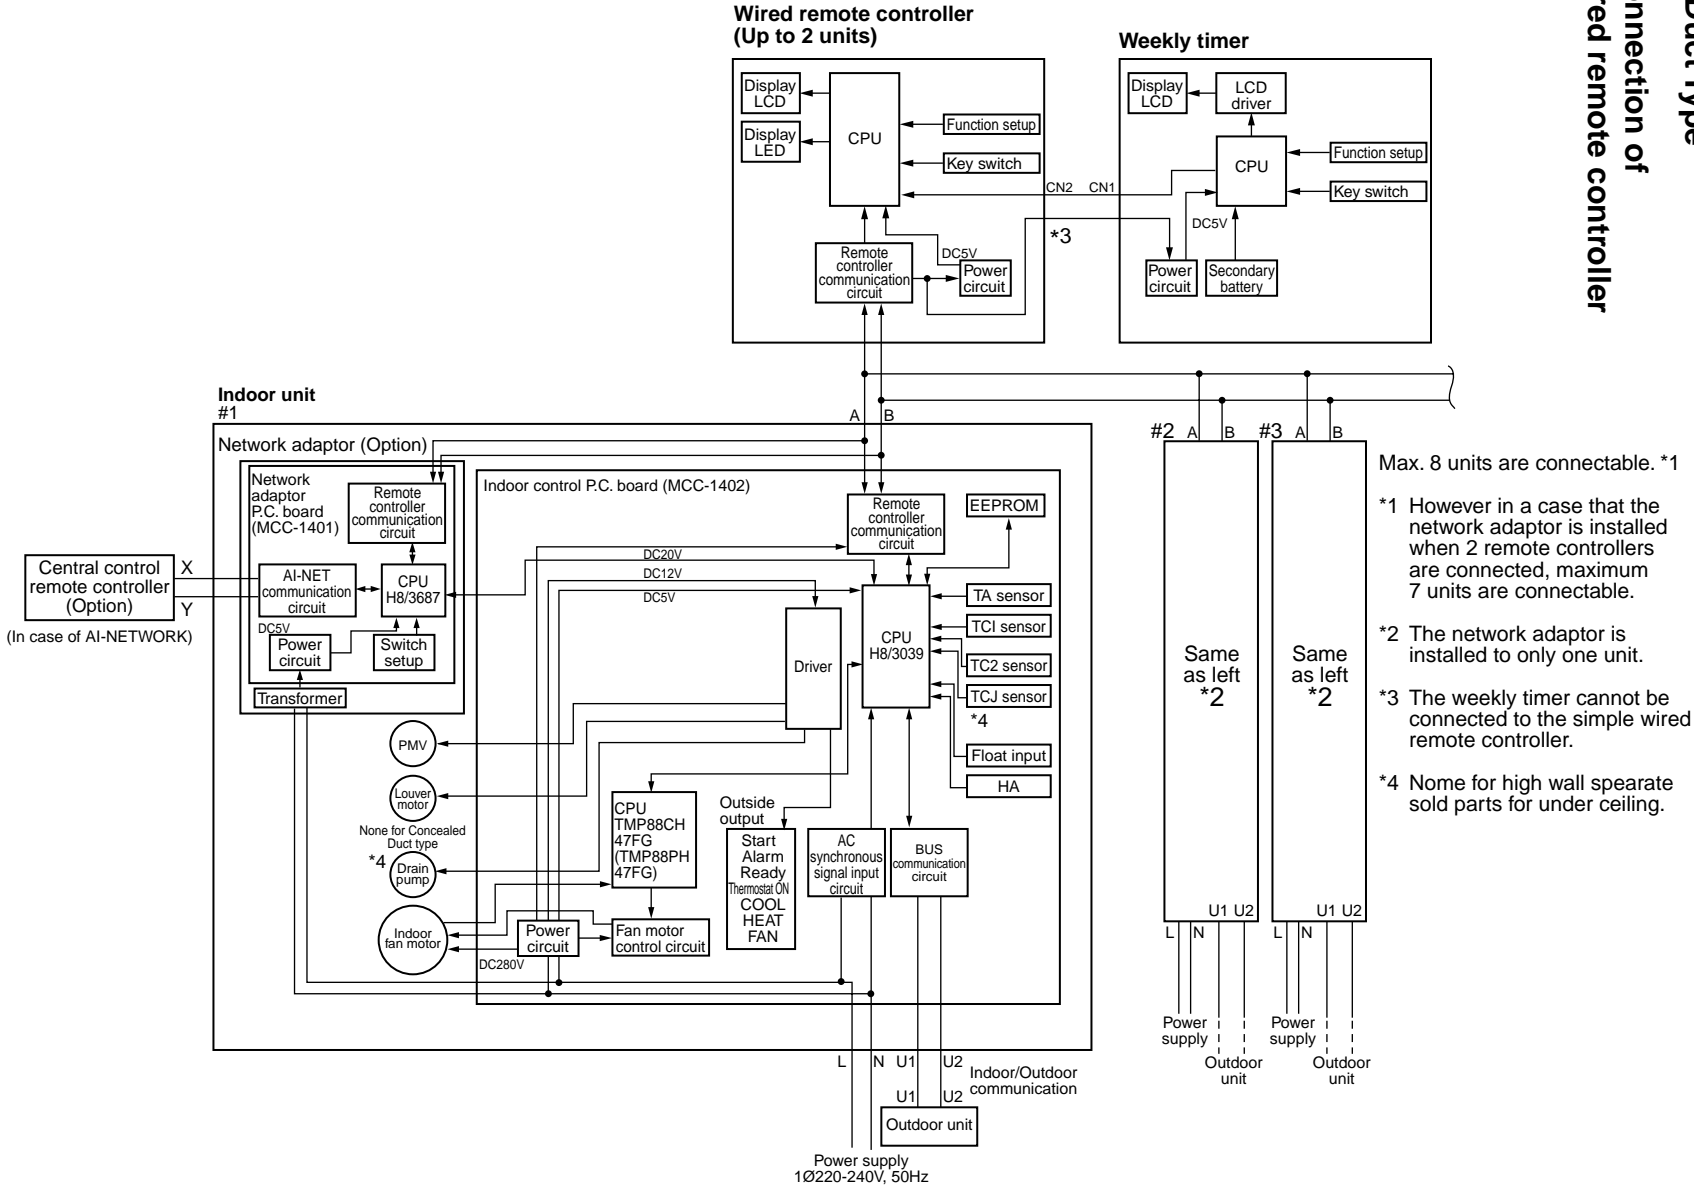 Duct Type
Connection of
Wired remote controller
Wired remote controller
(Up to 2 units)
Display
LCD
Display
LED
CPU
Function setup
Key switch
Remote
controller
communication
circuit
DC5V
Power
circuit
CN2
CN1
*3
Weekly timer
Display
LCD
LCD
driver
CPU
Function setup
Key switch
DC5V
Power
circuit
Secondary
battery
Indoor unit
#1
A
B
Network adaptor (Option)
Network
adaptor
P.C. board
(MCC-1401)
Remote
controller
communication
circuit
AI-NET
communication
circuit
CPU
H8/3687
DC5V
Power
circuit
Switch
setup
Transformer
Central control
remote controller
(Option)
X
Y
(In case of AI-NETWORK)
Indoor control P.C. board (MCC-1402)
Remote
controller
communication
circuit
EEPROM
DC20V
DC12V
DC5V
Driver
CPU
H8/3039
TA sensor
TCI sensor
TC2 sensor
TCJ sensor
*4
Float input
HA
PMV
Louver
motor
None for Concealed
Duct type
*4
Drain
pump
Indoor
fan motor
CPU
TMP88CH
47FG
(TMP88PH
47FG)
Power
circuit
DC280V
Fan motor
control circuit
Outside
output
Start
Alarm
Ready
Thermostat ON
COOL
HEAT
FAN
AC
synchronous
signal input
circuit
BUS
communication
circuit
L
N
U1
U2
Indoor/Outdoor
communication
U1
U2
Outdoor unit
Power supply
1Ø220-240V, 50Hz
#2
A
B
Same
as left
*2
U1 U2
L
N
Power
supply
Outdoor
unit
#3
A
B
Same
as left
*2
U1 U2
L
N
Power
supply
Outdoor
unit
Max. 8 units are connectable. *1
*1 However in a case that the
network adaptor is installed
when 2 remote controllers
are connected, maximum
7 units are connectable.
*2 The network adaptor is
installed to only one unit.
*3 The weekly timer cannot be
connected to the simple wired
remote controller.
*4 Nome for high wall spearate
sold parts for under ceiling.